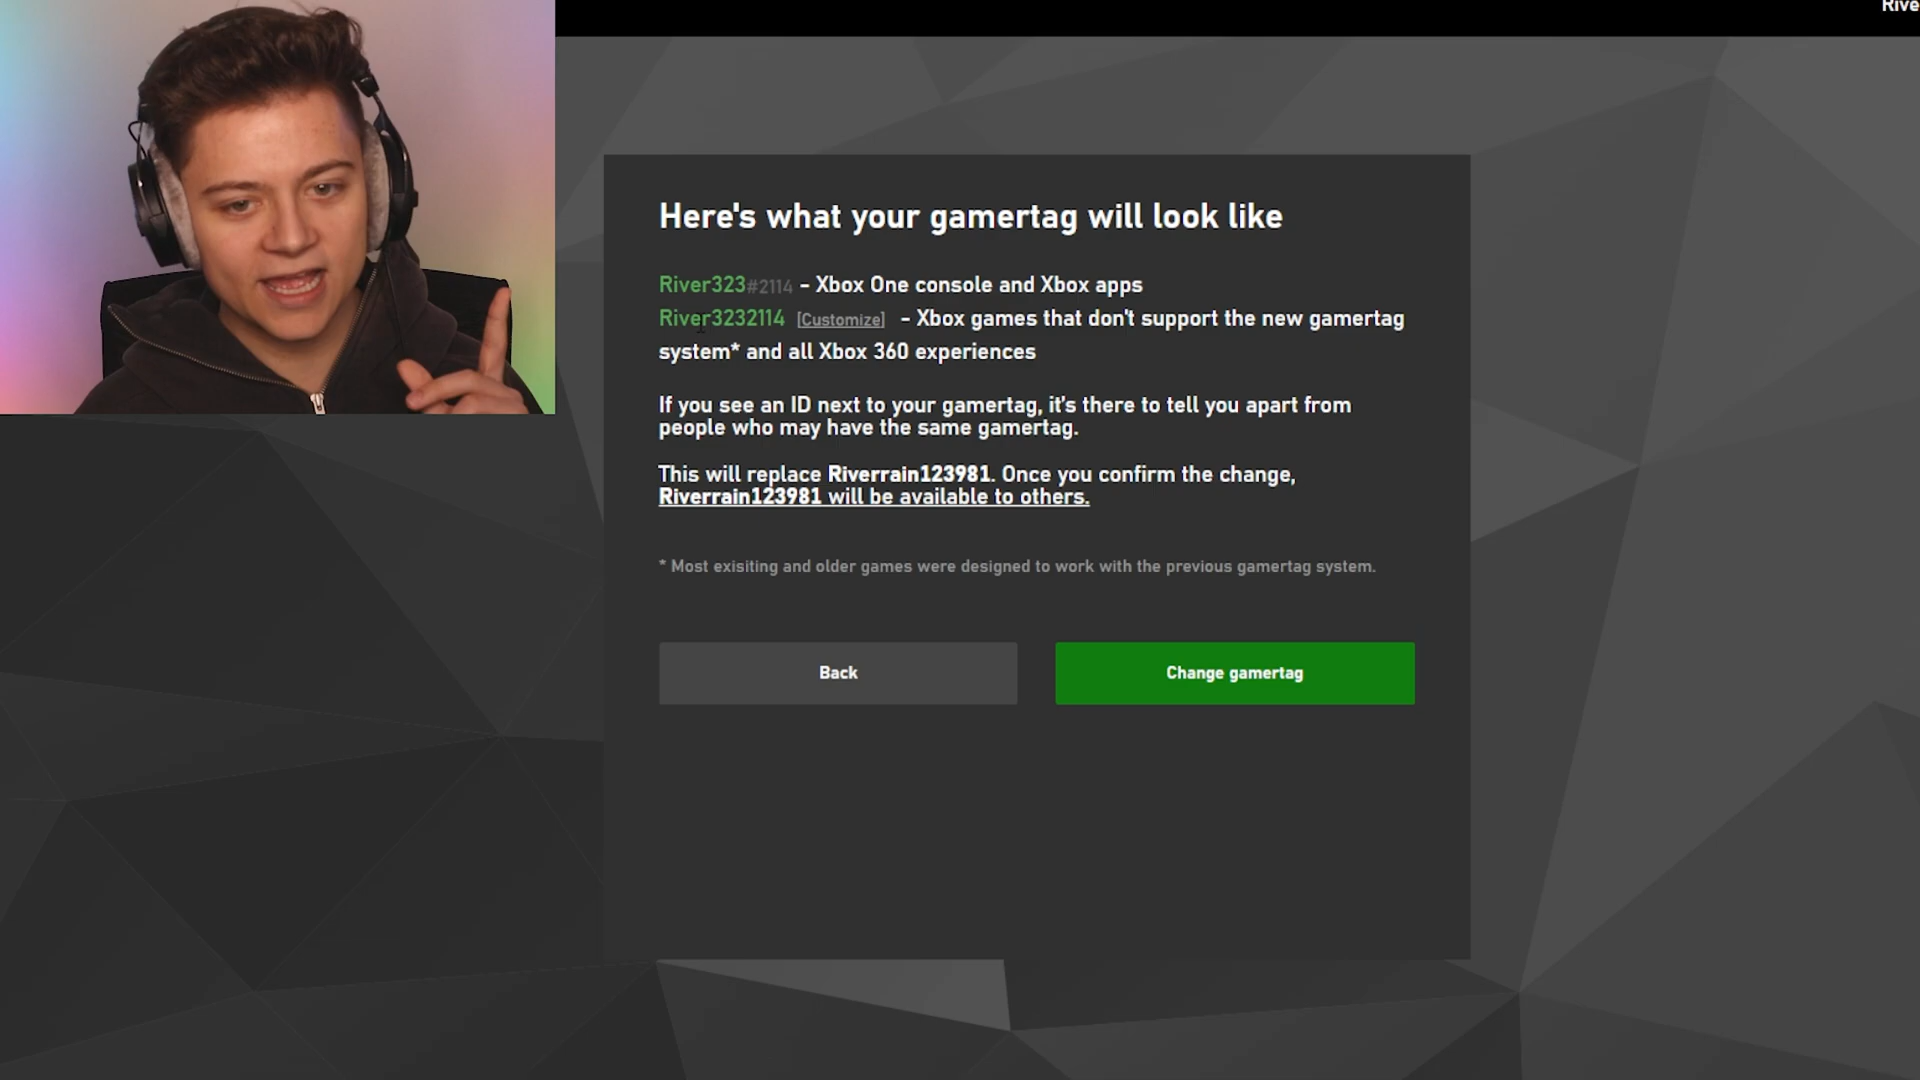 Rive
Here's what your gamertag will look like
River323#2114 - Xbox One console and Xbox apps
River3232114 [Customize] - Xbox games that don't support the new gamertag
system* and all Xbox 360 experiences
If you see an ID next to your gamertag, it's there to tell you apart from
people who may have the same gamertag.
This will replace Riverrain123981. Once you confirm the change,
Riverrain123981 will be available to others.
* Most exisiting and older games were designed to work with the previous gamertag system.
Back
Change gamertag